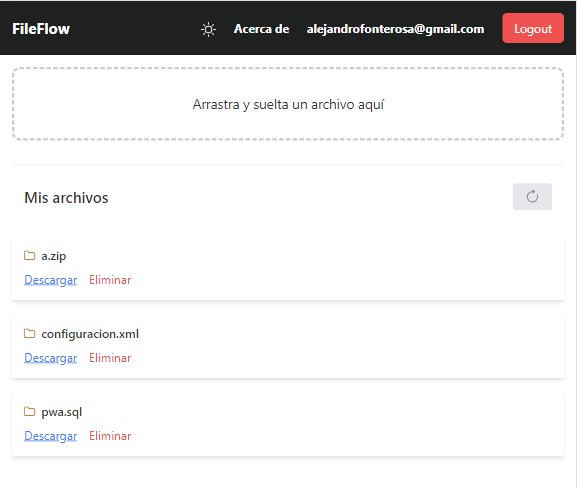 FileFlow Acerca de alejandrofonterosa@gmail.com Logout
Arrastra y suelta un archivo aquí
Mis archivos
a.zip
Descargar Eliminar
configuracion.xml
Descargar Eliminar
pwa.sql
Descargar Eliminar